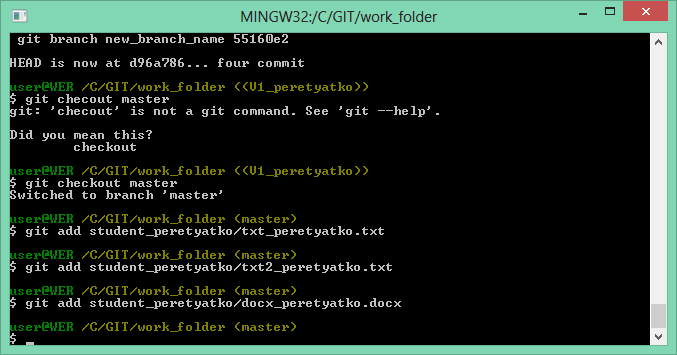 MINGW32:/C/GIT/work_folder
git branch new_branch_name 55160e2
HEAD is now at d96a786... four commit
user@WER /C/GIT/work_folder ((V1_peretyatko))
$ git checout master
git: 'checout' is not a git command. See 'git --help'.
Did you mean this?
checkout
user@WER /C/GIT/work_folder ((V1_peretyatko))
$ git checkout master
Switched to branch 'master'
user@WER /C/GIT/work_folder (master)
$ git add student_peretyatko/txt_peretyatko.txt
user@WER /C/GIT/work_folder (master)
$ git add student_peretyatko/txt2_peretyatko.txt
user@WER /C/GIT/work_folder (master)
$ git add student_peretyatko/docx_peretyatko.docx
user@WER /C/GIT/work_folder (master)
$